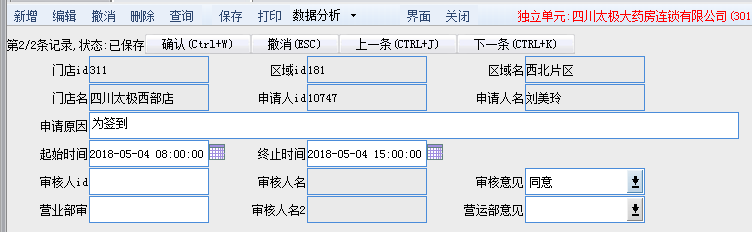 新增 编辑 撤消 删除 查询 保存 打印 数据分析 界面 关闭 独立单元: 四川太极大药房连锁有限公司 (301
第2/2条记录,状态:已保存 确认(Ctrl+W) 撤消(ESC) 上一条(CTRL+J) 下一条(CTRL+K)
门店id 311 区域id 181 区域名 西北片区
门店名 四川太极西部店 申请人id 10747 申请人名 刘美玲
申请原因 为签到
起始时间 2018-05-04 08:00:00 终止时间 2018-05-04 15:00:00
审核人id 审核人名 审核意见 同意
营业部审 审核人名2 营运部意见